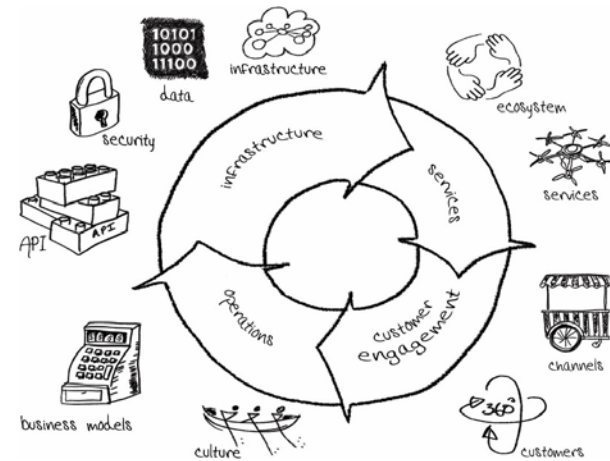 10101
1000
11100
data
infrastructure
ecosystem
security
infrastructure
services
services
API
API
operations
customer
engagement
channels
business models
culture
360°
customers